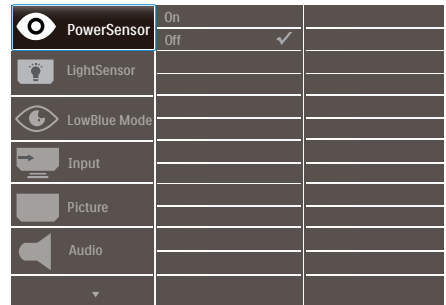 PowerSensor
On
Off
LightSensor
LowBlue Mode
Input
Picture
Audio